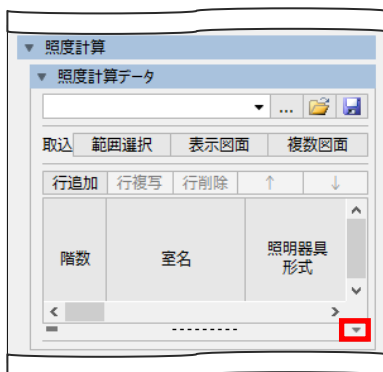 照度計算
照度計算データ
...
取込 範囲選択 表示図面 複数図面
行追加 行複写 行削除 ↑ ↓
階数 室名 照明器具
形式